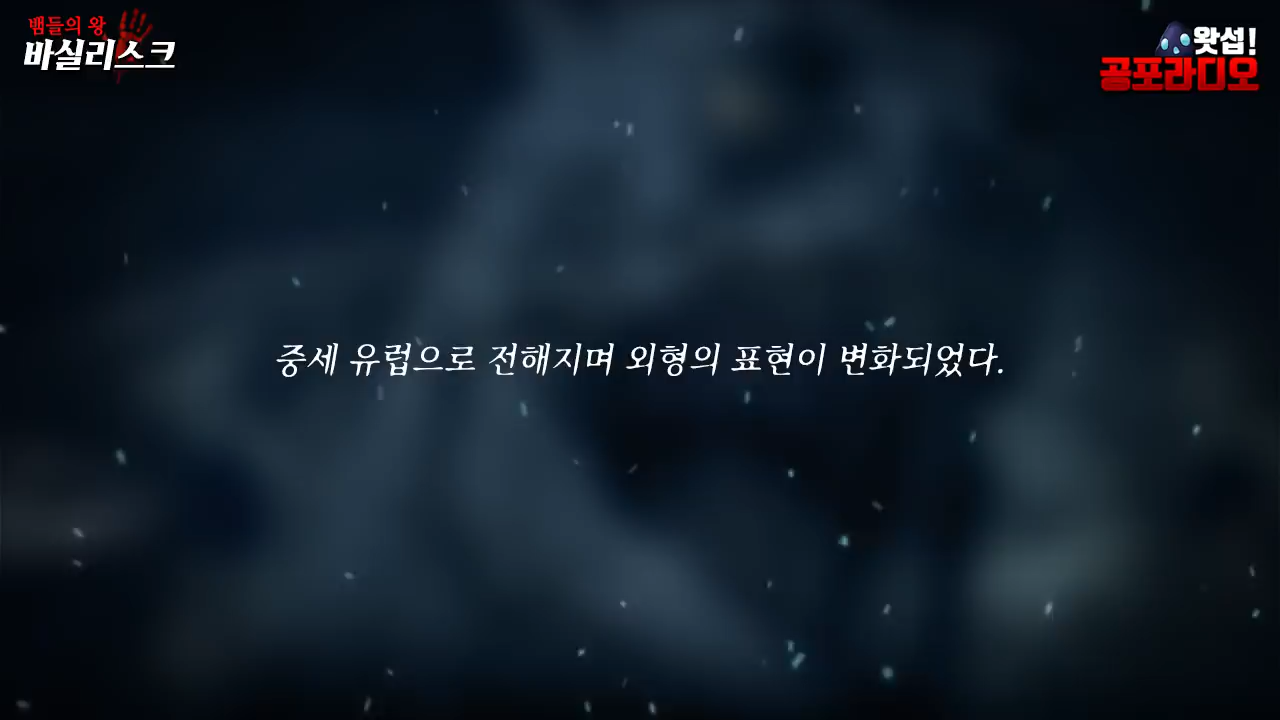 뱀들의 왕
바실리스크
왓섭!
공포라디오
중세 유럽으로 전해지며 외형의 표현이 변화되었다.